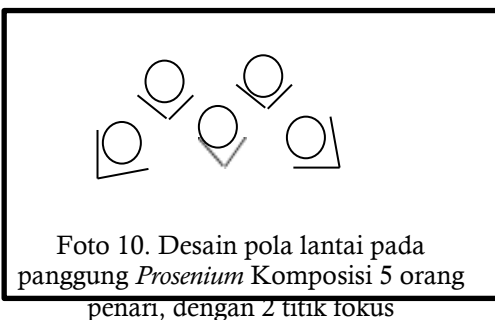 Foto 10. Desain pola lantai pada
panggung Prosenium Komposisi 5 orang
penari, dengan 2 titik fokus